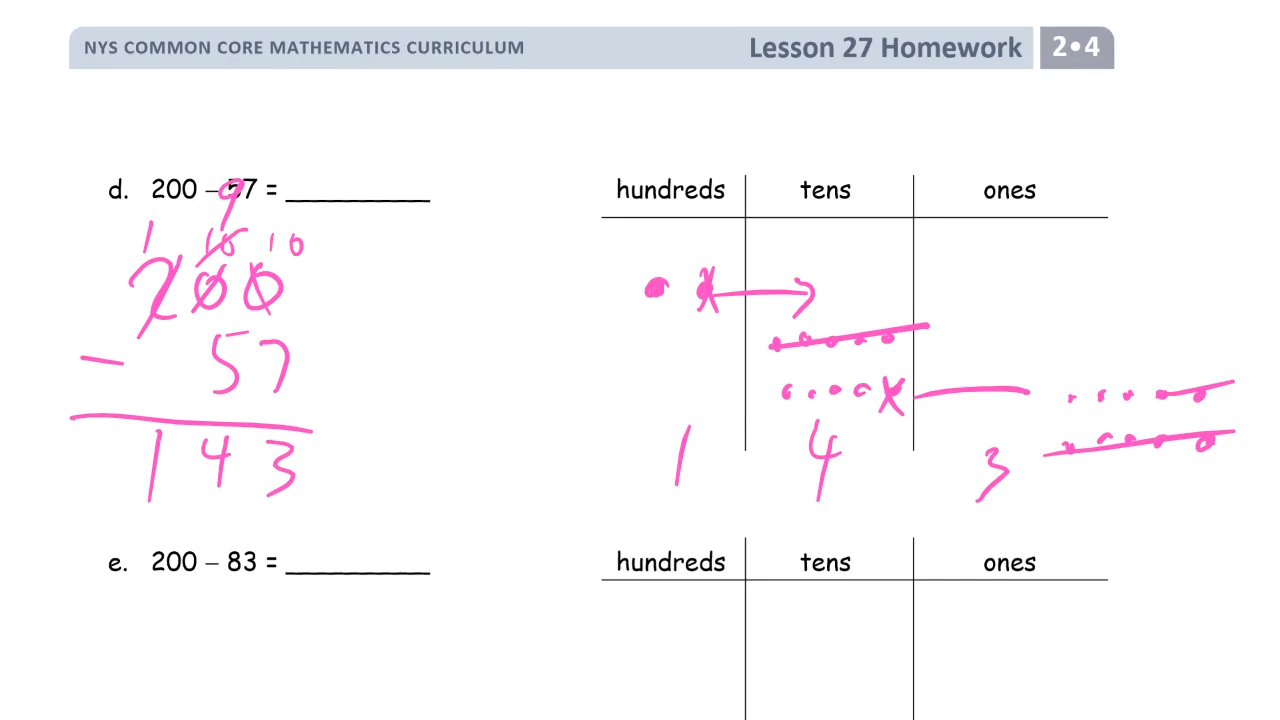 NYS COMMON CORE MATHEMATICS CURRICULUM Lesson 27 Homework 2•4
d. 200 – 57 = __________
hundreds tens ones
9
1 10 10
200
– 57
143
1 4 3
e. 200 – 83 = __________
hundreds tens ones